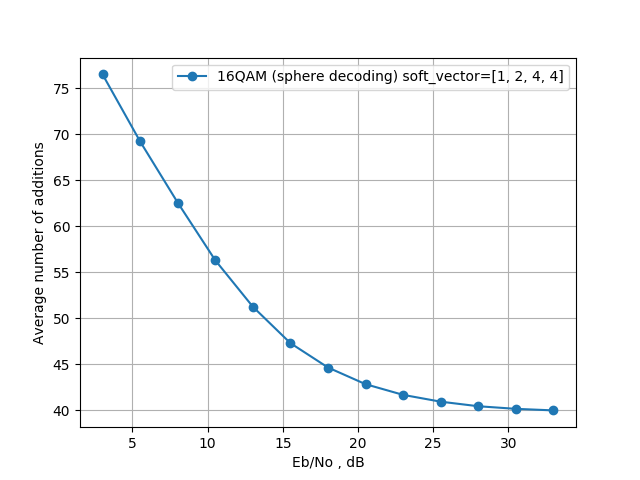 16QAM (sphere decoding) soft_vector=[1, 2, 4, 4]
75
70
65
60
55
50
45
40
Average number of additions
5 10 15 20 25 30
Eb/No , dB